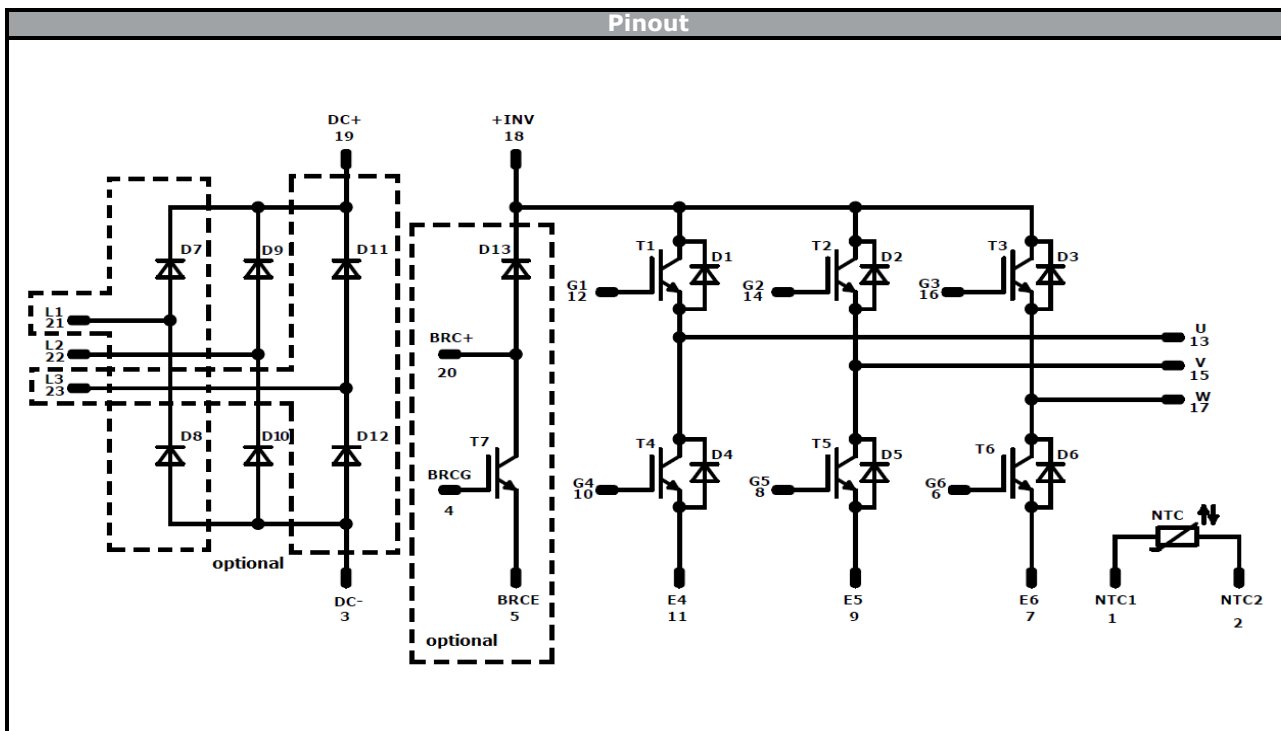 Pinout
DC+
19
+INV
18
D7
D9
D11
D13
T1
D1
T2
D2
T3
D3
G1
12
G2
14
G3
16
L1
21
L2
22
L3
23
BRC+
20
U
13
V
15
W
17
D8
D10
D12
T7
T4
D4
T5
D5
T6
D6
BRCG
4
G4
10
G5
8
G6
6
NTC
optional
DC-
3
BRCE
5
optional
E4
11
E5
9
E6
7
NTC1
1
NTC2
2